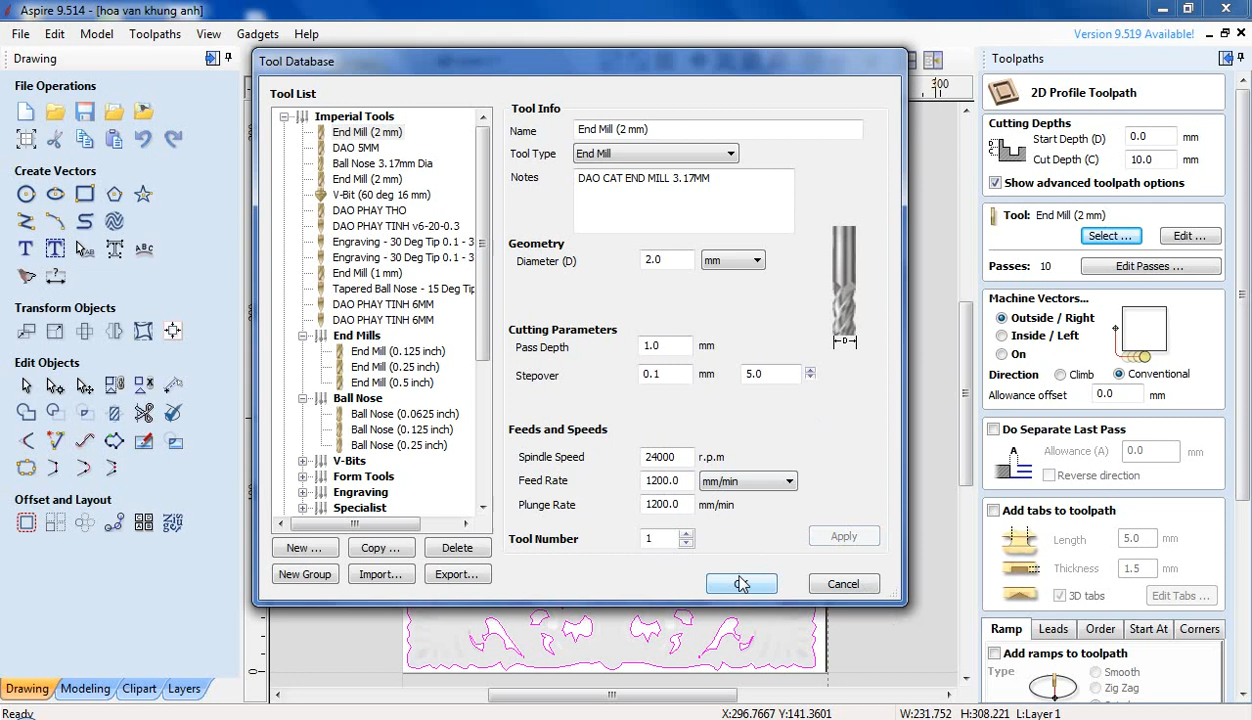 Aspire 9.514 - [hoa van khung anh]
File Edit Model Toolpaths View Gadgets Help
Version 9.519 Available!
Drawing
File Operations
Create Vectors
Transform Objects
Edit Objects
Offset and Layout
Drawing Modeling Clipart Layers
Ready
Tool Database
Tool List
Imperial Tools
End Mill (2 mm)
DAO 5MM
Ball Nose 3.17mm Dia
End Mill (2 mm)
V-Bit (60 deg 16 mm)
DAO PHAY THO
DAO PHAY TINH v6-20-0.3
Engraving - 30 Deg Tip 0.1 - 3
Engraving - 30 Deg Tip 0.1 - 3
End Mill (1 mm)
Tapered Ball Nose - 15 Deg Tip
DAO PHAY TINH 6MM
DAO PHAY TINH 6MM
End Mills
End Mill (0.125 inch)
End Mill (0.25 inch)
End Mill (0.5 inch)
Ball Nose
Ball Nose (0.0625 inch)
Ball Nose (0.125 inch)
Ball Nose (0.25 inch)
V-Bits
Form Tools
Engraving
Specialist
New ... Copy ... Delete
New Group Import... Export...
Tool Info
Name End Mill (2 mm)
Tool Type End Mill
Notes DAO CAT END MILL 3.17MM
Geometry
Diameter (D) 2.0 mm
D
Cutting Parameters
Pass Depth 1.0 mm
Stepover 0.1 mm 5.0
Feeds and Speeds
Spindle Speed 24000 r.p.m
Feed Rate 1200.0 mm/min
Plunge Rate 1200.0 mm/min
Tool Number 1
Apply
Cancel
300
0
X:296.7667 Y:141.3601 W:231.752 H:308.221 L:Layer 1
Toolpaths
2D Profile Toolpath
Cutting Depths
Start Depth (D) 0.0 mm
Cut Depth (C) 10.0 mm
Show advanced toolpath options
Tool: End Mill (2 mm)
Select ... Edit ...
Passes: 10 Edit Passes ...
Machine Vectors...
Outside / Right
Inside / Left
On
Direction Climb Conventional
Allowance offset 0.0 mm
Do Separate Last Pass
A Allowance (A) 0.0 mm
Reverse direction
Add tabs to toolpath
Length 5.0 mm
Thickness 1.5 mm
3D tabs Edit Tabs ...
Ramp Leads Order Start At Corners
Add ramps to toolpath
Type Smooth
Zig Zag